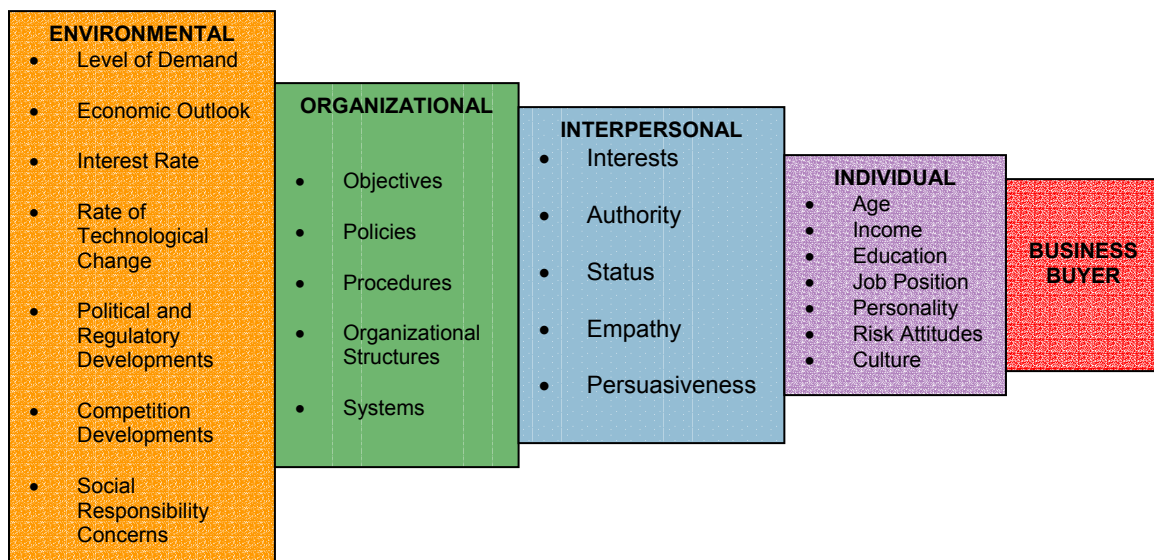 ENVIRONMENTAL
• Level of Demand
• Economic Outlook
• Interest Rate
• Rate of
Technological
Change
• Political and
Regulatory
Developments
• Competition
Developments
• Social
Responsibility
Concerns
ORGANIZATIONAL
• Objectives
• Policies
• Procedures
• Organizational
Structures
• Systems
INTERPERSONAL
• Interests
• Authority
• Status
• Empathy
• Persuasiveness
INDIVIDUAL
• Age
• Income
• Education
• Job Position
• Personality
• Risk Attitudes
• Culture
BUSINESS
BUYER